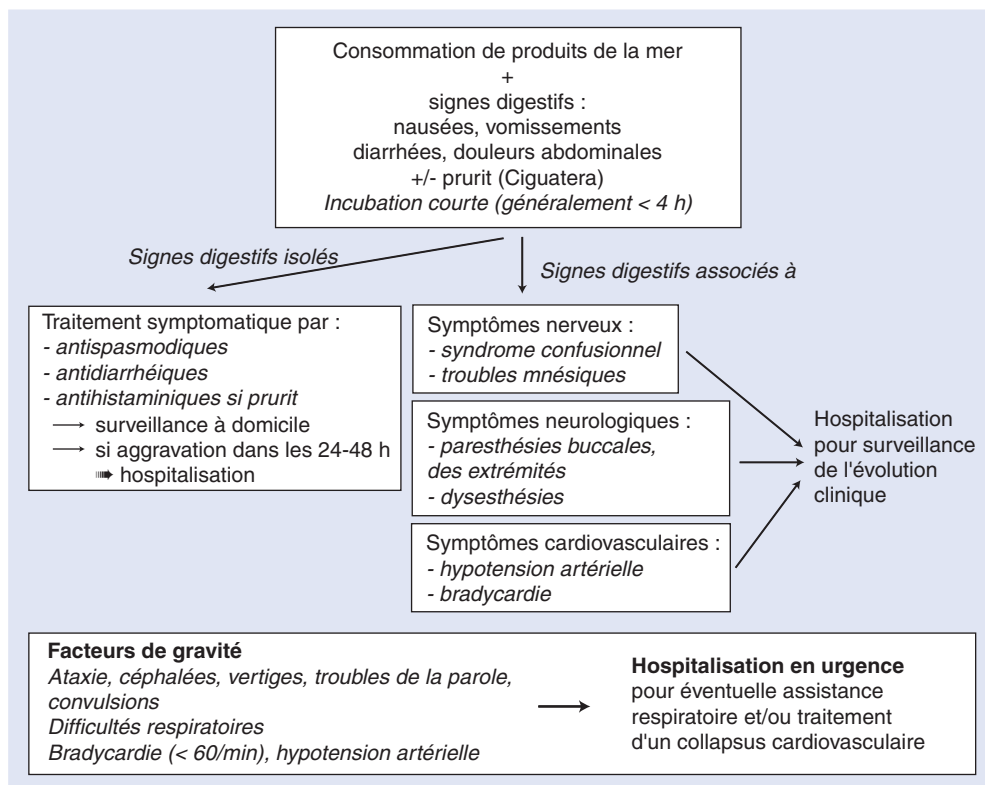 Consommation de produits de la mer
+
signes digestifs :
nausées, vomissements
diarrhées, douleurs abdominales
+/- prurit (Ciguatera)
Incubation courte (généralement < 4 h)
Signes digestifs isolés
Signes digestifs associés à
Traitement symptomatique par :
- antispasmodiques
- antidiarrhéiques
- antihistaminiques si prurit
→ surveillance à domicile
→ si aggravation dans les 24-48 h
➠ hospitalisation
Symptômes nerveux :
- syndrome confusionnel
- troubles mnésiques
Symptômes neurologiques :
- paresthésies buccales,
des extrémités
- dysesthésies
Symptômes cardiovasculaires :
- hypotension artérielle
- bradycardie
Hospitalisation
pour surveillance
de l'évolution
clinique
Facteurs de gravité
Ataxie, céphalées, vertiges, troubles de la parole,
convulsions
Difficultés respiratoires
Bradycardie (< 60/min), hypotension artérielle
Hospitalisation en urgence
pour éventuelle assistance
respiratoire et/ou traitement
d'un collapsus cardiovasculaire